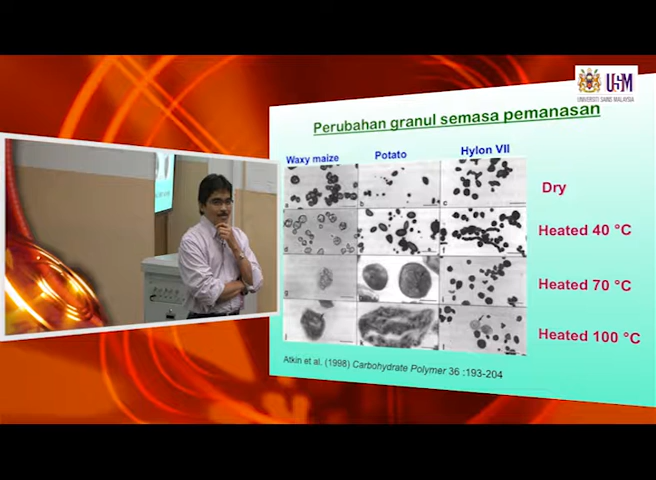 USM
UNIVERSITI SAINS MALAYSIA
Perubahan granul semasa pemanasan
Waxy maize Potato Hylon VII
Dry
Heated 40 °C
Heated 70 °C
Heated 100 °C
Atkin et al, (1998) Carbohydrate Polymer 36 :193-204